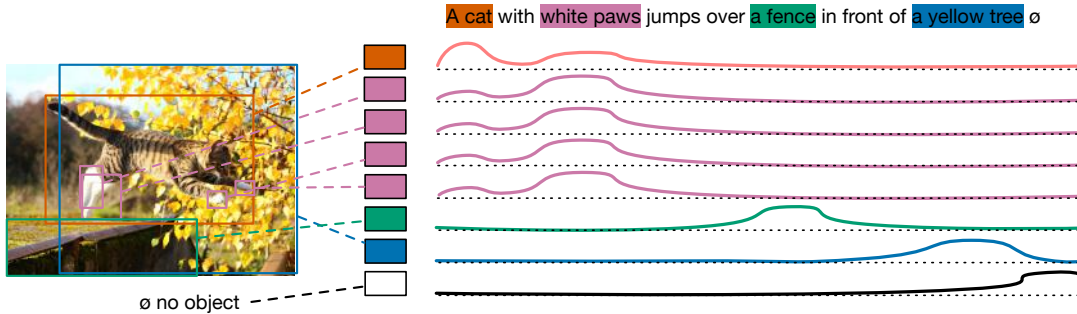 A cat with white paws jumps over a fence in front of a yellow tree ø
ø no object